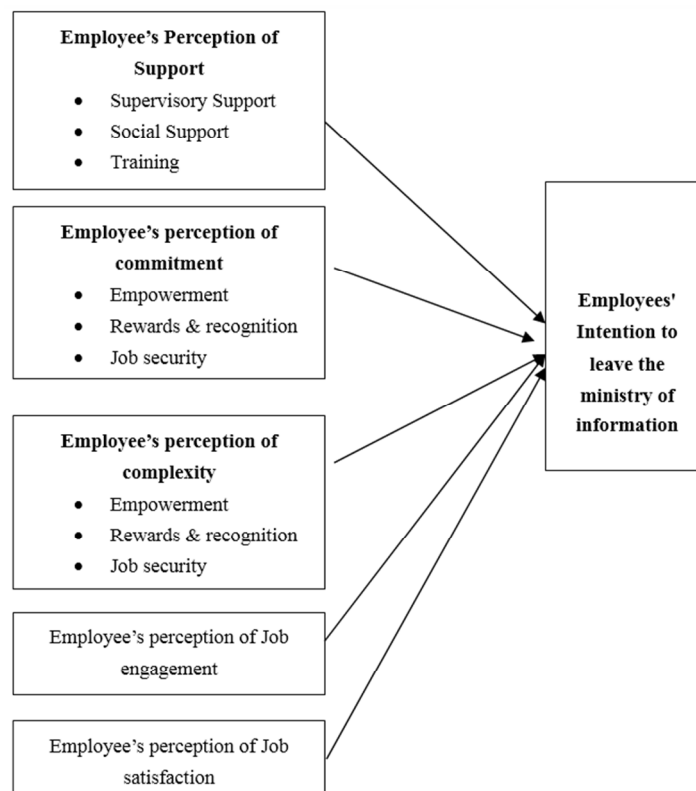 Employee’s Perception of
Support
• Supervisory Support
• Social Support
• Training
Employee’s perception of
commitment
• Empowerment
• Rewards & recognition
• Job security
Employee’s perception of
complexity
• Empowerment
• Rewards & recognition
• Job security
Employee’s perception of Job
engagement
Employee’s perception of Job
satisfaction
Employees'
Intention to
leave the
ministry of
information